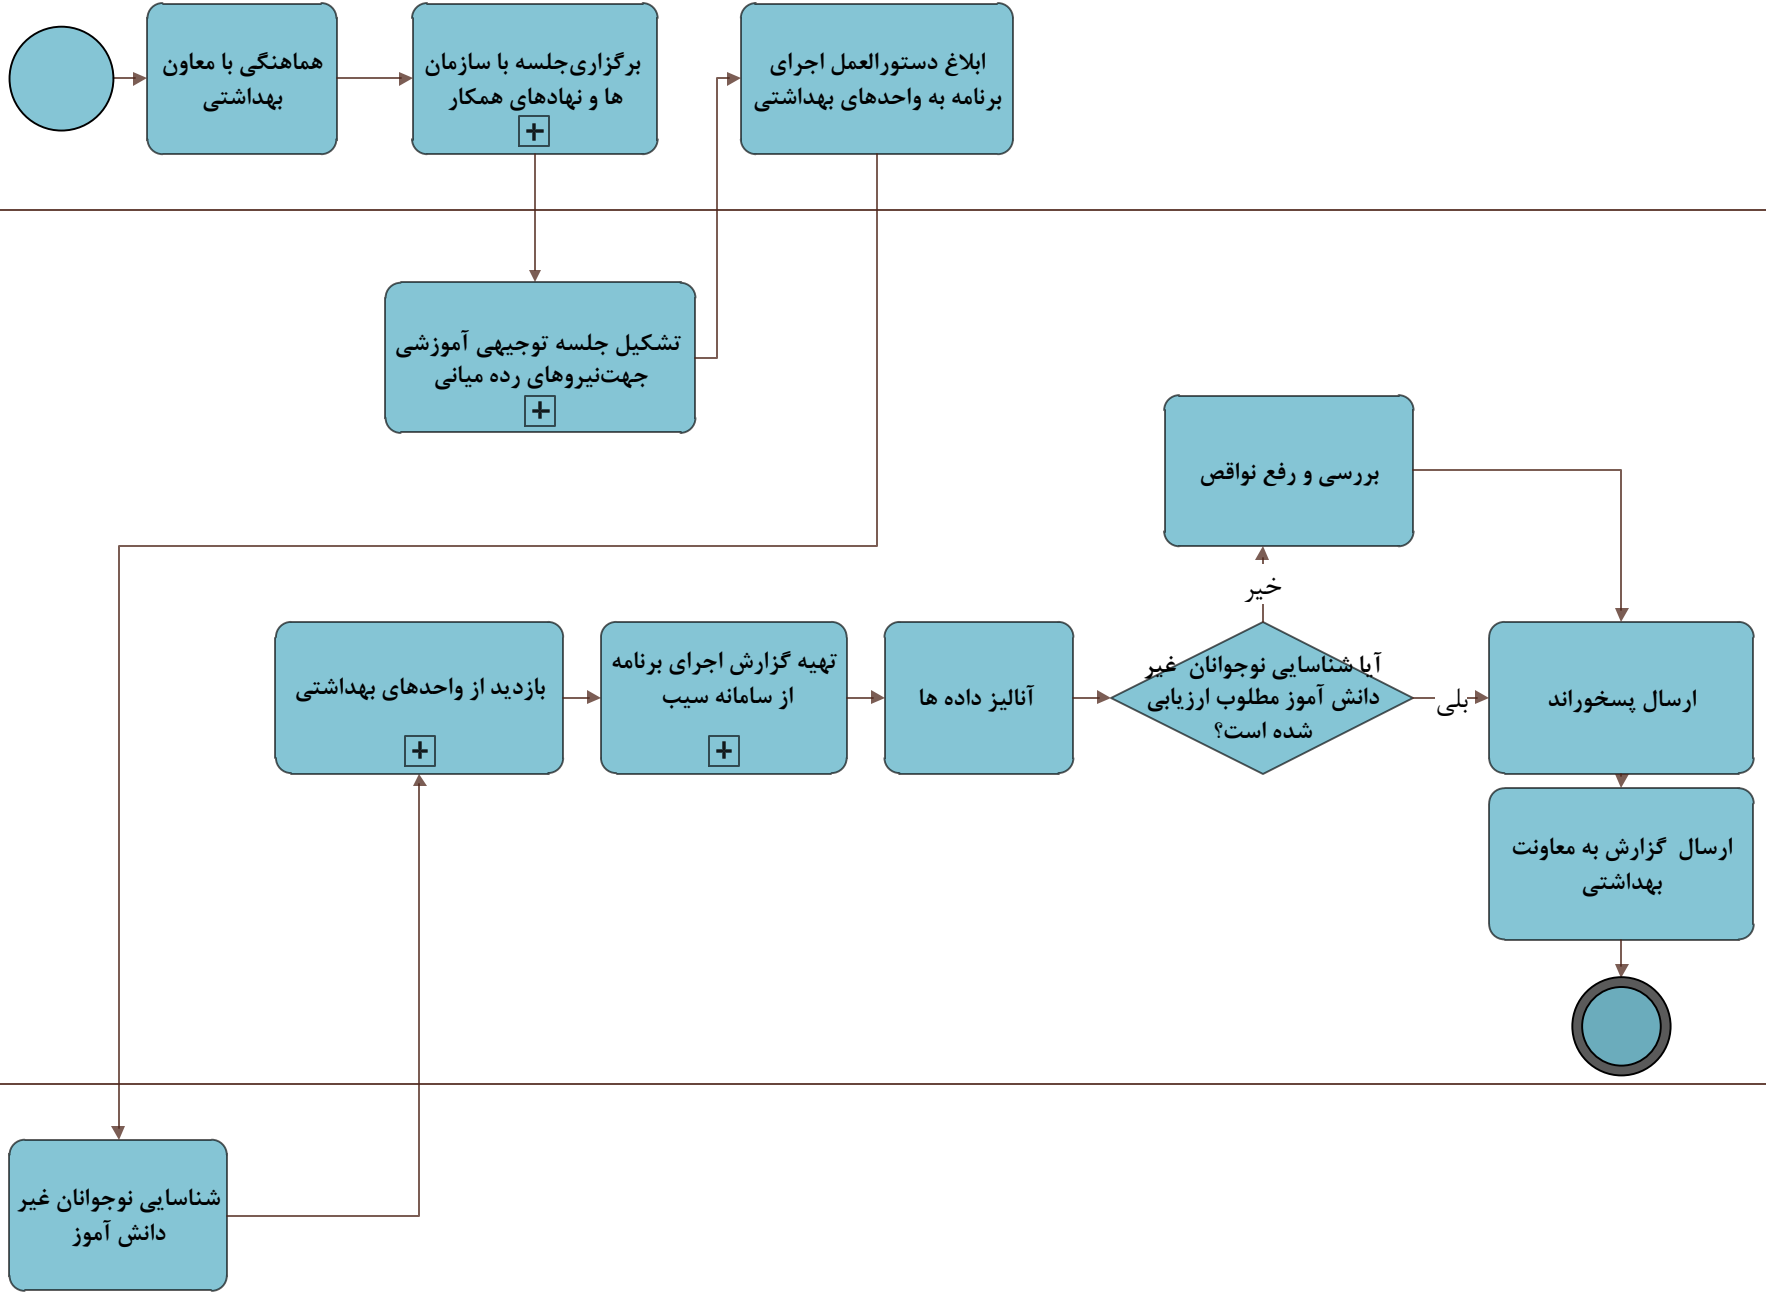 هماهنگی با معاون
بهداشتی
برگزاری‌جلسه با سازمان
ها و نهادهای همکار
ابلاغ دستورالعمل اجرای
برنامه به واحدهای بهداشتی
تشکیل جلسه توجیهی آموزشی
جهت‌نیروهای رده میانی
بررسی و رفع نواقص
خیر
بازدید از واحدهای بهداشتی
تهیه گزارش اجرای برنامه
از سامانه سیب
آنالیز داده ها
آیا شناسایی نوجوانان غیر
دانش آموز مطلوب ارزیابی
شده است؟
بلی
ارسال پسخوراند
ارسال گزارش به معاونت
بهداشتی
شناسایی نوجوانان غیر
دانش آموز